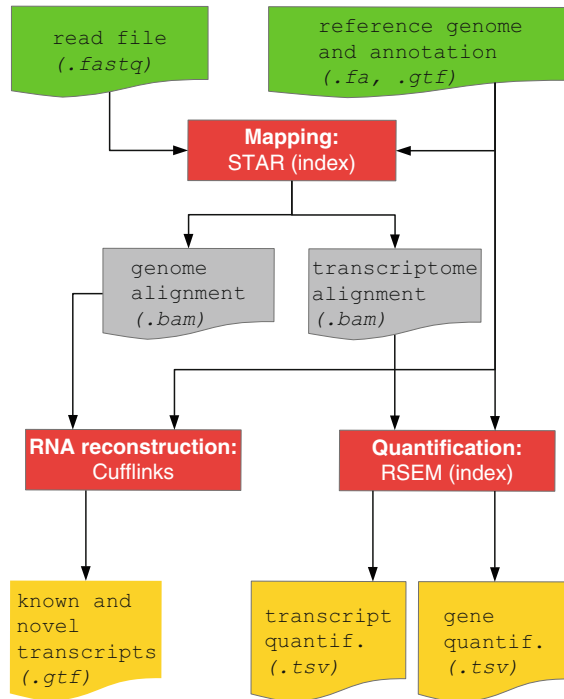 read file
(.fastq)
reference genome
and annotation
(.fa, .gtf)
Mapping:
STAR (index)
genome
alignment
(.bam)
transcriptome
alignment
(.bam)
RNA reconstruction:
Cufflinks
Quantification:
RSEM (index)
known and
novel
transcripts
(.gtf)
transcript
quantif.
(.tsv)
gene
quantif.
(.tsv)